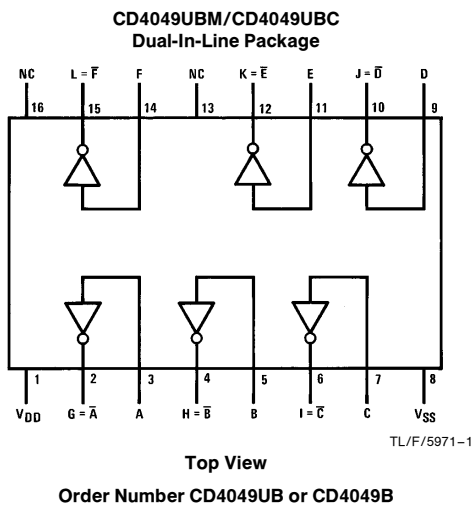 CD4049UBM/CD4049UBC
Dual-In-Line Package
NC L = F̅ F NC K = E̅ E J = D̅ D
16 15 14 13 12 11 10 9
1 2 3 4 5 6 7 8
VDD G = A̅ A H = B̅ B I = C̅ C VSS
TL/F/5971–1
Top View
Order Number CD4049UB or CD4049B